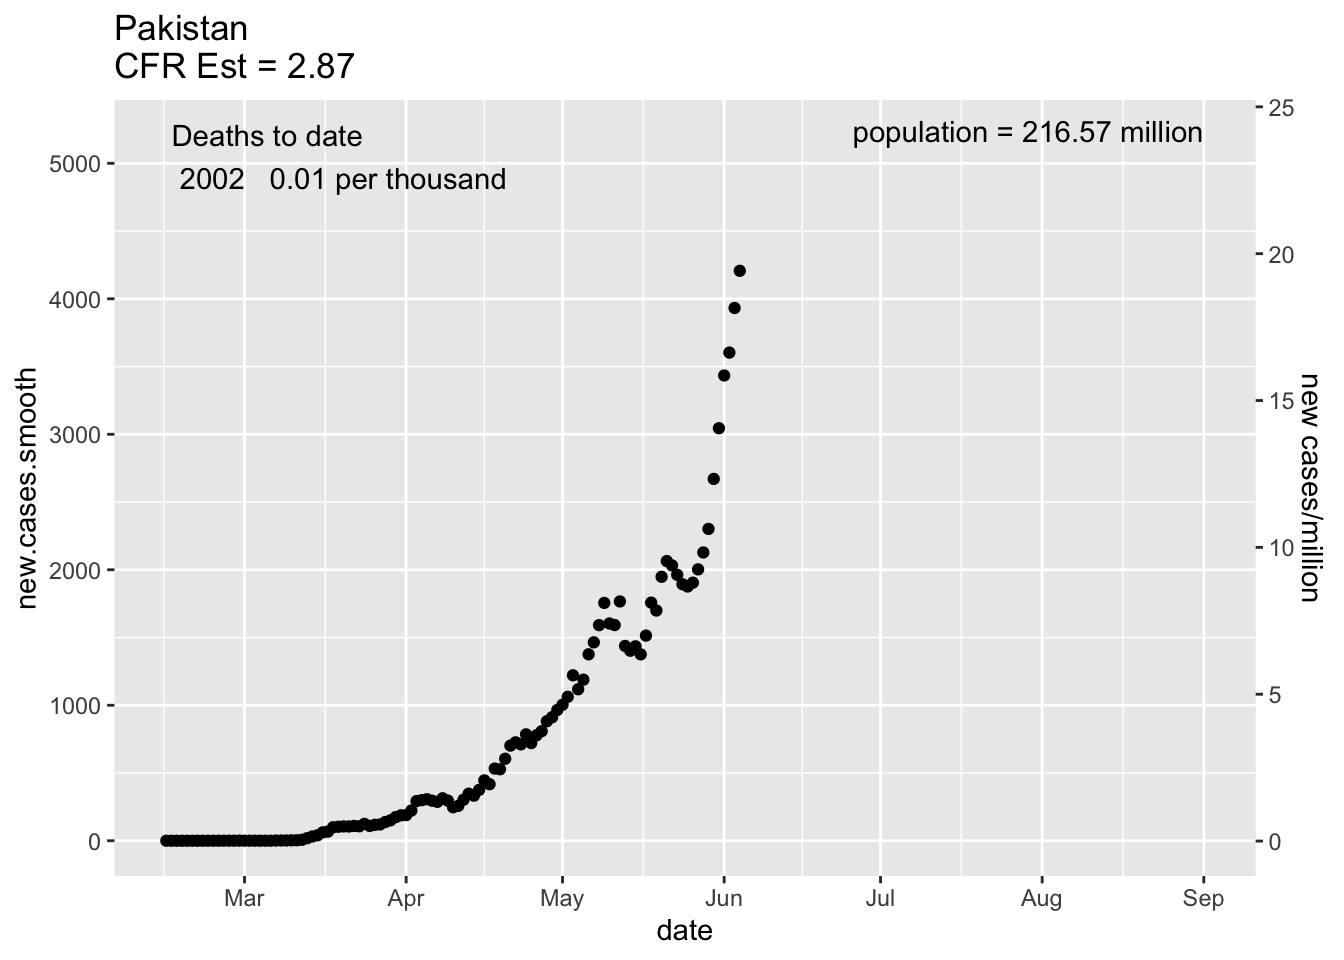 Pakistan
CFR Est = 2.87
Deaths to date
2002 0.01 per thousand
population = 216.57 million
new.cases.smooth
5000
4000
3000
2000
1000
0
25
20
15
10
5
0
new cases/million
Mar Apr May Jun Jul Aug Sep
date